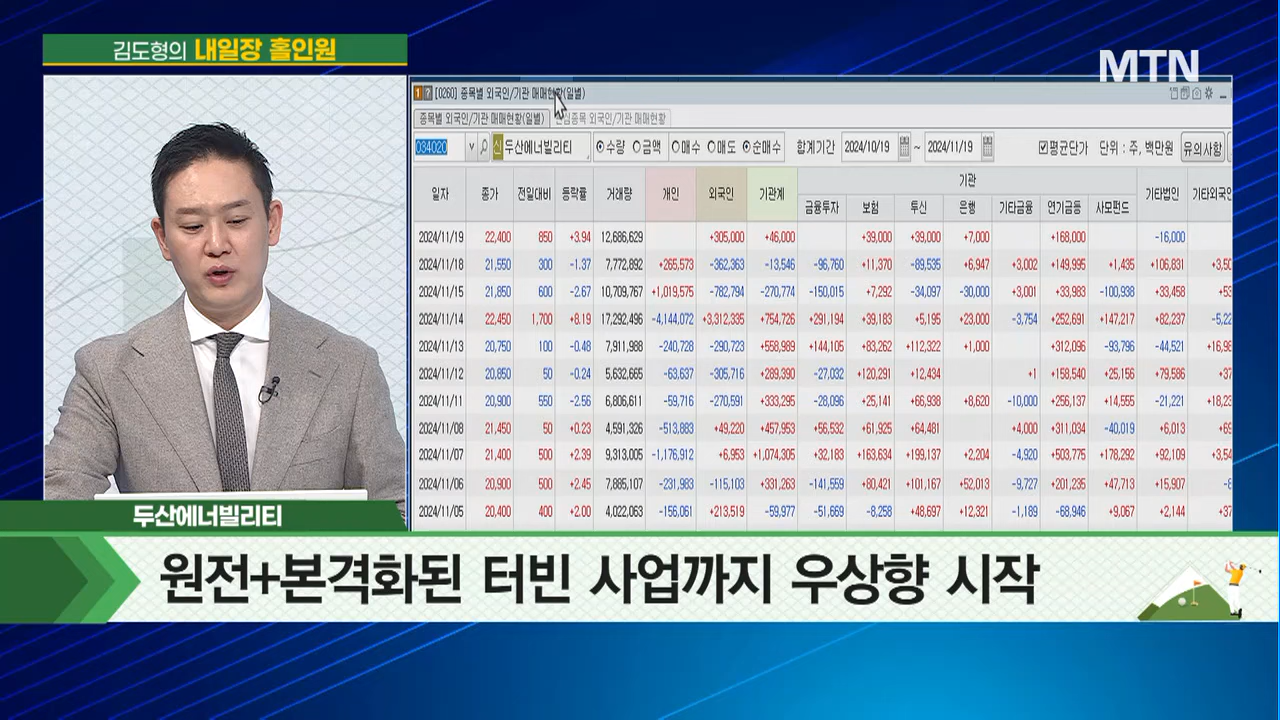 김도형의 내일장 홀인원
MTN
[0260] 종목별 외국인/기관 매매현황(일별)
종목별 외국인/기관 매매현황(일별) 외국인/기관 매매현황
034020 신 두산에너빌리티 수량 금액 매수 매도 순매수 합계기간 2024/10/19 ~ 2024/11/19 평균단가 단위 : 주, 백만원 유의사항
일자 종가 전일대비 등락률 거래량 개인 외국인 기관계 기관 기타법인 기타외국인
금융투자 보험 투신 은행 기타금융 연기금등 사모펀드
2024/11/19 22,400 850 +3.94 12,686,629 +305,000 +46,000 +39,000 +39,000 +7,000 +168,000 -16,000
2024/11/18 21,550 300 -1.37 7,772,892 +265,573 -362,363 -13,546 -96,760 +11,370 -89,535 +6,947 +3,002 +149,995 +1,435 +106,831 +3,50
2024/11/15 21,850 600 -2.67 10,709,767 +1,019,575 -782,794 -270,774 -150,015 +7,292 -34,097 -30,000 +3,001 +33,983 -100,938 +33,458 +53
2024/11/14 22,450 1,700 +8.19 17,292,496 -4,144,072 +3,312,335 +754,726 +291,194 +39,183 +5,195 +23,000 -3,754 +252,691 +147,217 +82,237 -5,22
2024/11/13 20,750 100 -0.48 7,911,988 -240,728 -290,723 +558,989 +144,105 +83,262 +112,322 +1,000 +312,096 -93,796 -44,521 +16,98
2024/11/12 20,850 50 -0.24 5,632,665 -63,637 -305,716 +289,390 -27,032 +120,291 +12,434 +1 +158,540 +25,156 +79,586 +37
2024/11/11 20,900 550 -2.56 6,806,611 -59,716 -270,591 +333,295 -28,096 +25,141 +66,938 +8,620 -10,000 +256,137 +14,555 -21,221 +18,23
2024/11/08 21,450 50 +0.23 4,591,326 -513,883 +49,220 +457,953 +56,532 +61,925 +64,481 +4,000 +311,034 -40,019 +6,013 +69
2024/11/07 21,400 500 +2.39 9,313,005 -1,176,912 +6,953 +1,074,305 +32,183 +163,634 +199,137 +2,204 -4,920 +503,775 +178,292 +92,109 +3,54
2024/11/06 20,900 500 +2.45 7,885,107 -231,983 -115,103 +331,263 -141,559 +80,421 +101,167 +52,013 -9,727 +201,235 +47,713 +15,907 -8
2024/11/05 20,400 400 +2.00 4,022,063 -156,061 +213,519 -59,977 -51,669 -8,258 +48,697 +12,321 -1,189 -68,946 +9,067 +2,144 +37
두산에너빌리티
원전+본격화된 터빈 사업까지 우상향 시작